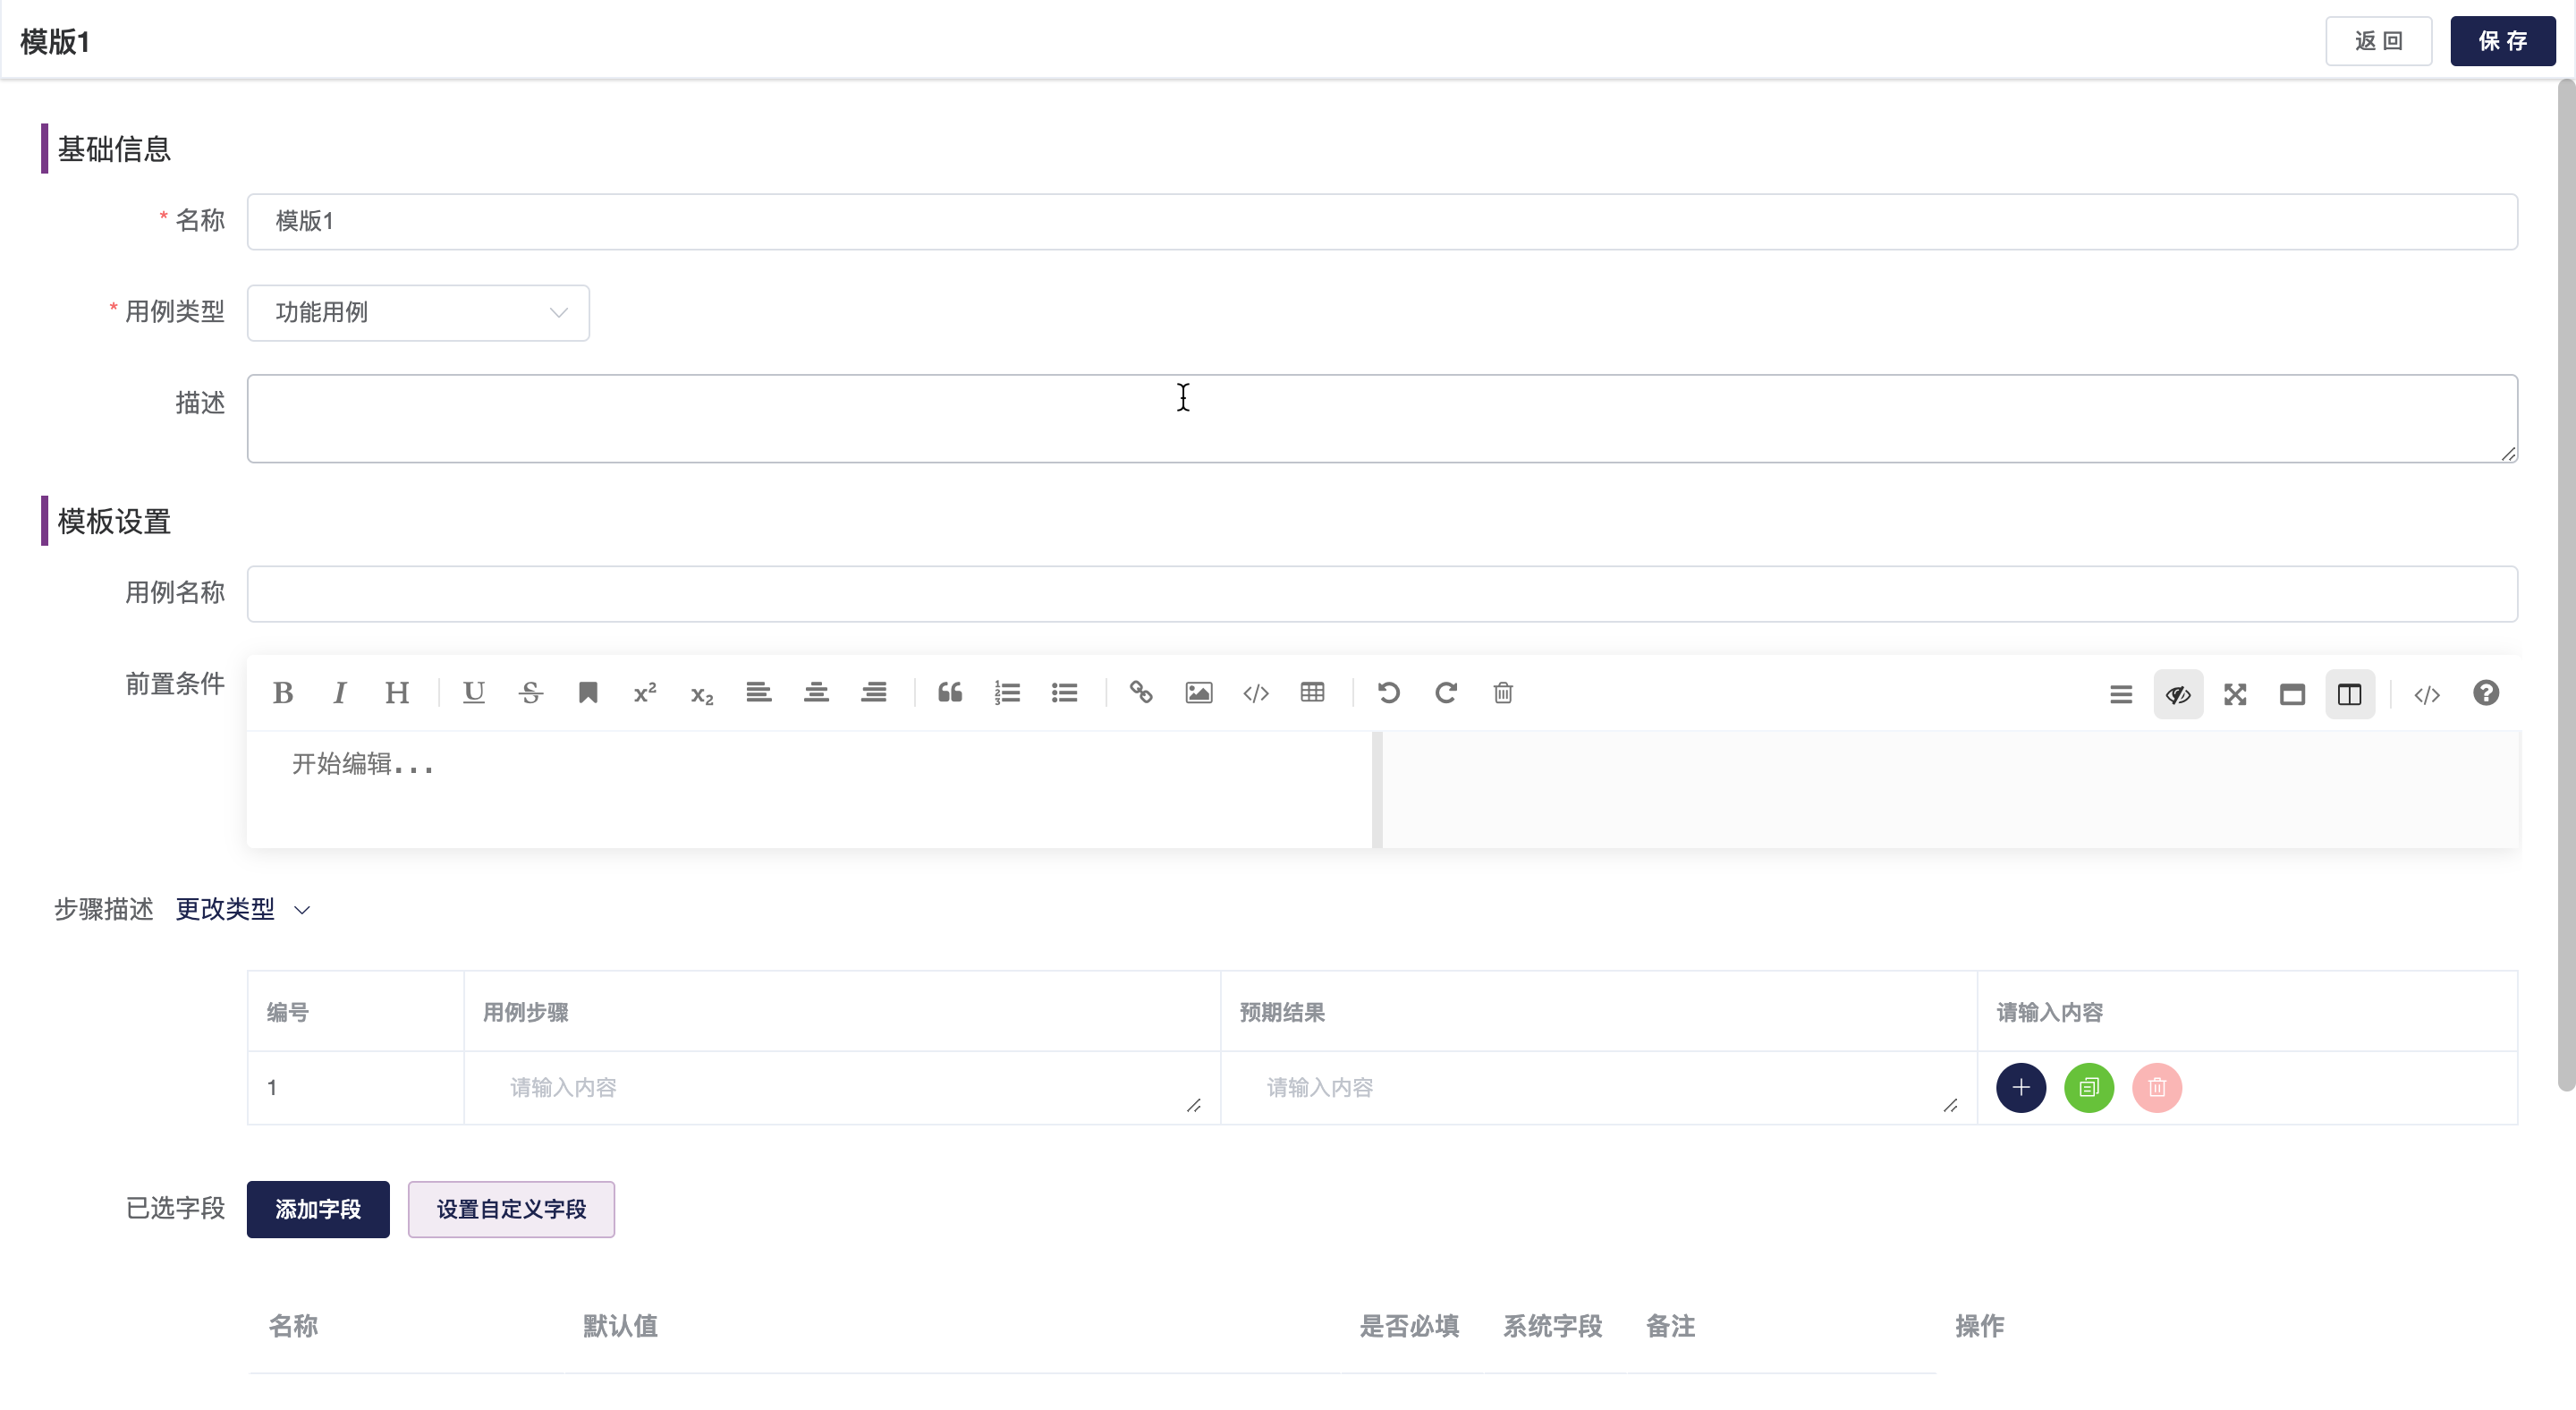 模版1
返 回
保 存
基础信息
* 名称
模版1
* 用例类型
功能用例
描述
模板设置
用例名称
前置条件
B I H U S x² x₂
开始编辑...
步骤描述 更改类型
编号 用例步骤 预期结果 请输入内容
1 请输入内容 请输入内容
已选字段 添加字段 设置自定义字段
名称 默认值 是否必填 系统字段 备注 操作